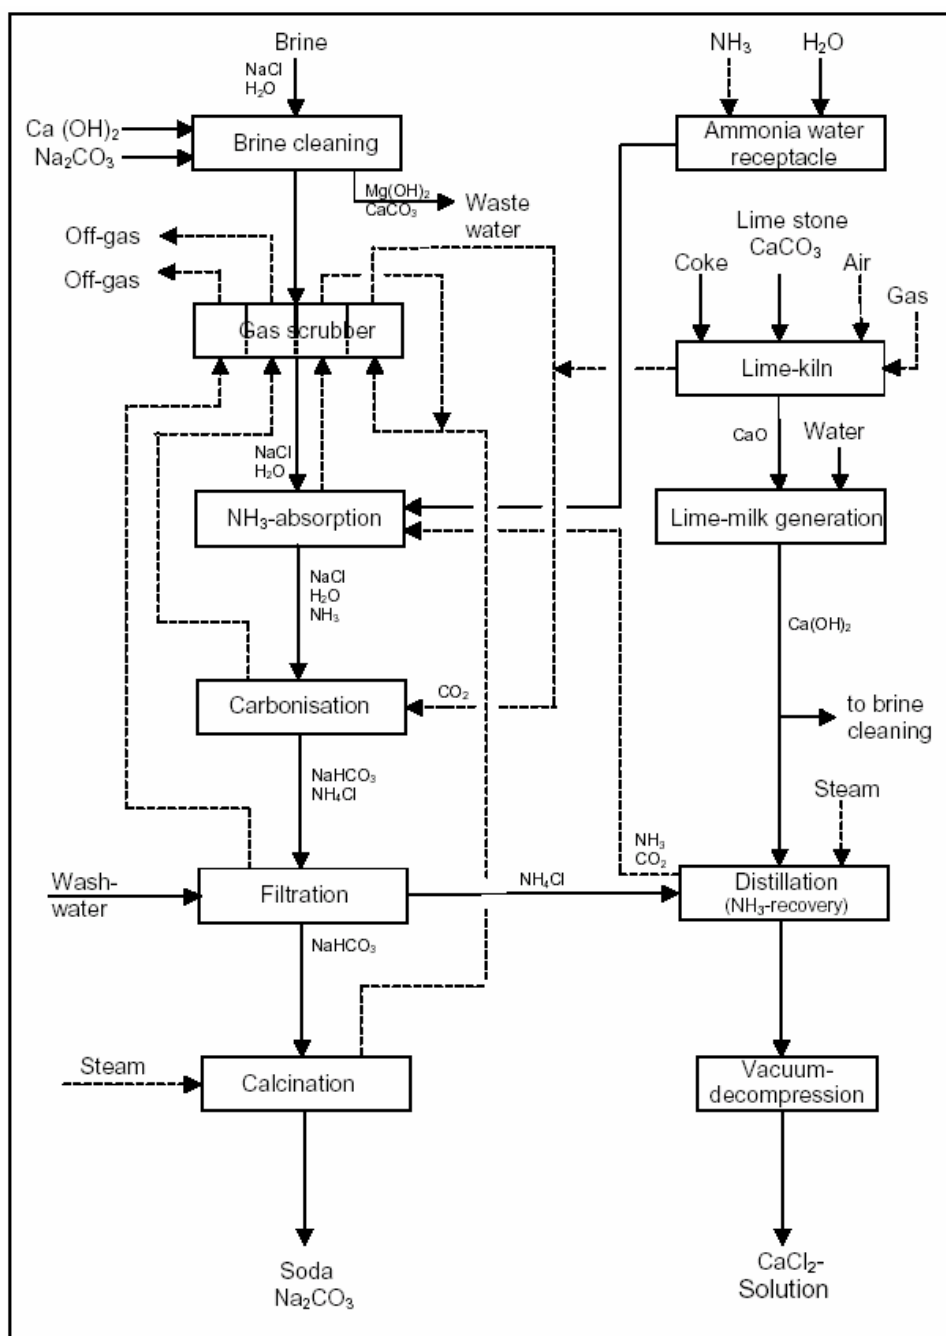 Brine
NH₃
H₂O
NaCl
H₂O
Ca (OH)₂
Na₂CO₃
Brine cleaning
Ammonia water
receptacle
Mg(OH)₂
CaCO₃
Waste
water
Off-gas
Off-gas
Lime stone
CaCO₃
Coke
Air
Gas
Gas scrubber
Lime-kiln
CaO
Water
NaCl
H₂O
NH₃-absorption
Lime-milk generation
NaCl
H₂O
NH₃
Ca(OH)₂
Carbonisation
CO₂
to brine
cleaning
NaHCO₃
NH₄Cl
Steam
NH₃
CO₂
Wash-
water
Filtration
NH₄Cl
Distillation
(NH₃-recovery)
NaHCO₃
Steam
Calcination
Vacuum-
decompression
Soda
Na₂CO₃
CaCl₂-
Solution